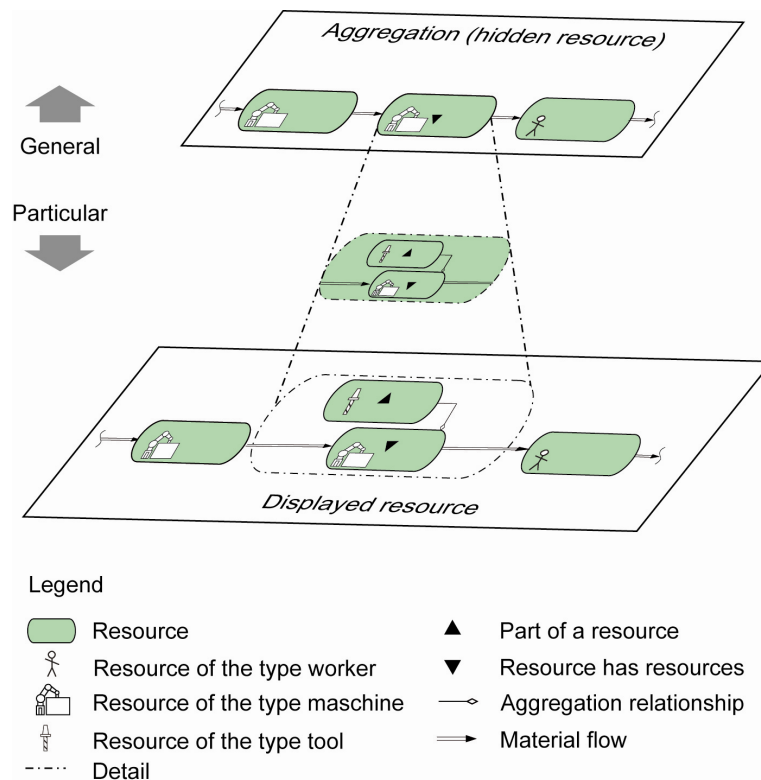 Aggregation (hidden resource)
General
Particular
Displayed resource
Legend
Resource
Resource of the type worker
Resource of the type maschine
Resource of the type tool
Detail
Part of a resource
Resource has resources
Aggregation relationship
Material flow